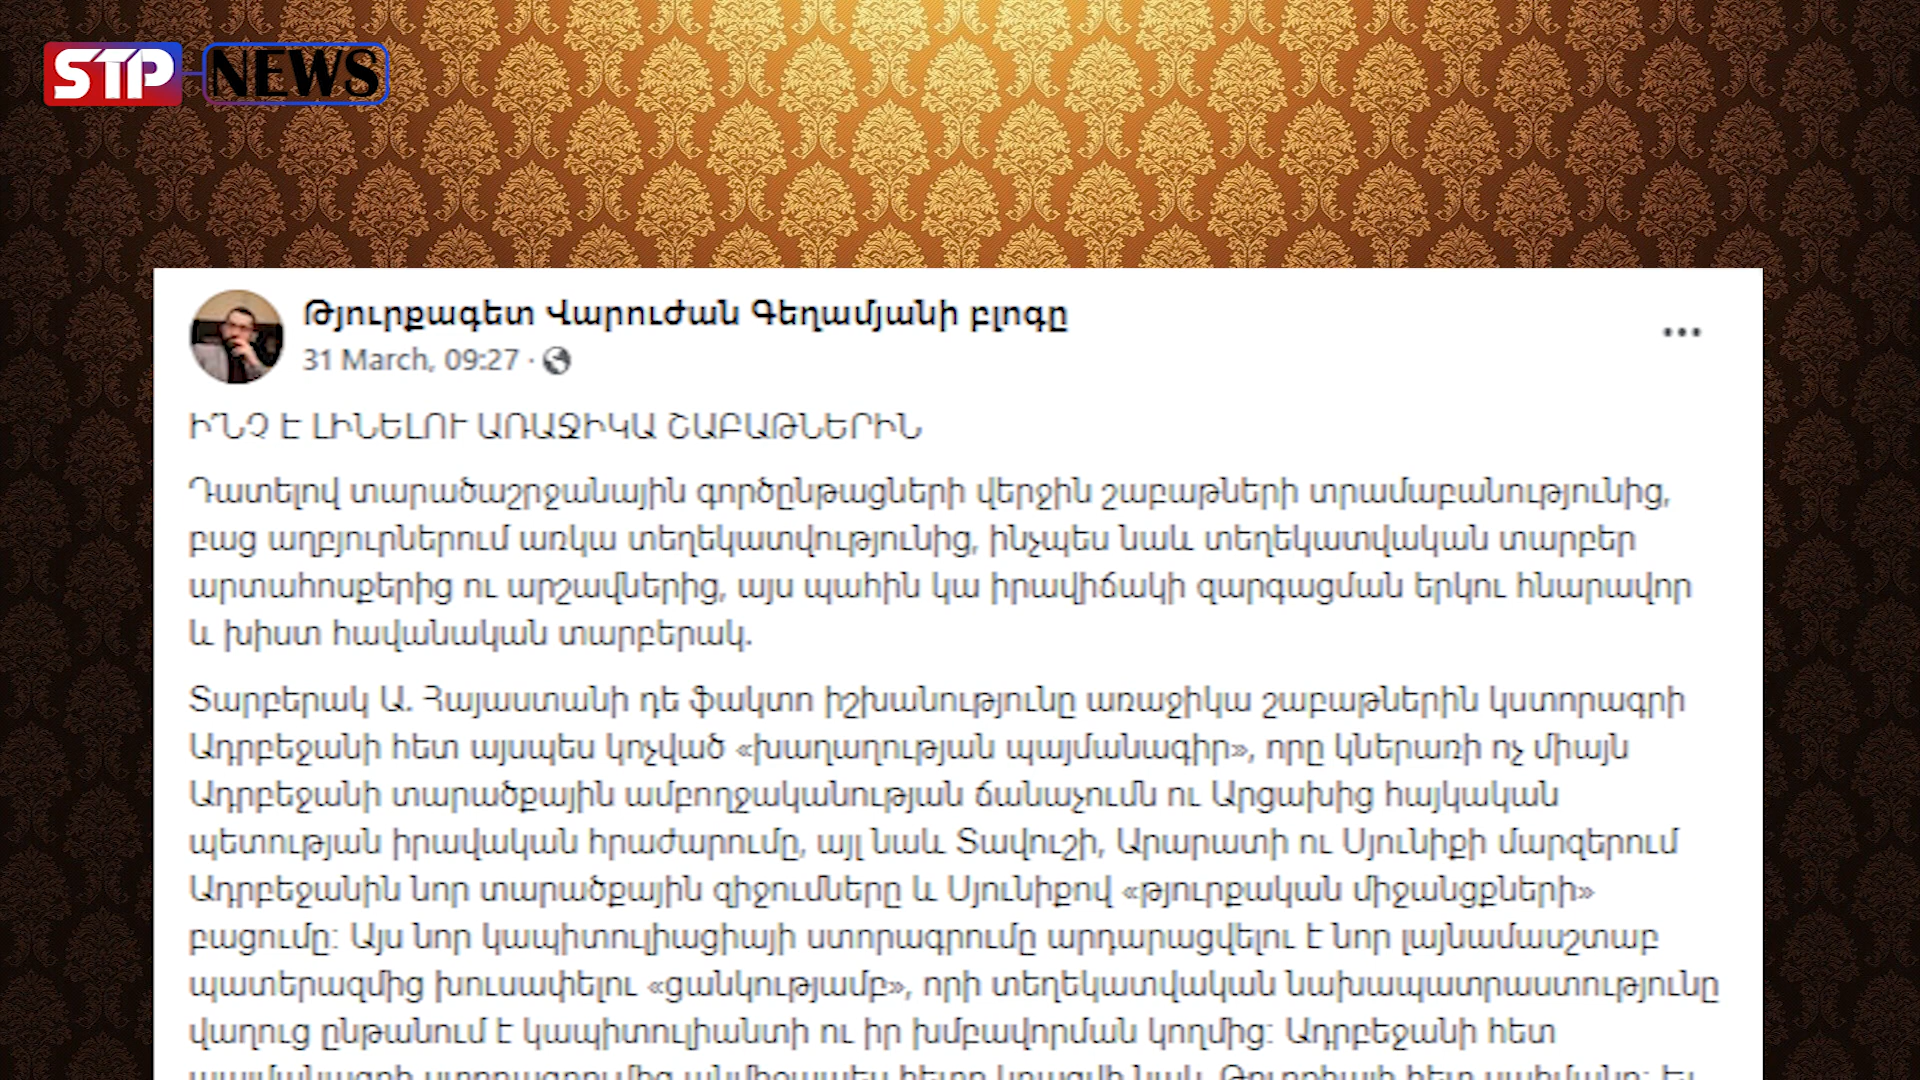 STP NEWS
Թյուրքագետ Վարուժան Գեղամյանի բլոգը
31 March, 09:27 ·
Ի՞ՆՉ Է ԼԻՆԵԼՈՒ ԱՌԱՋԻԿԱ ՇԱԲԱԹՆԵՐԻՆ
Դատելով տարածաշրջանային գործընթացների վերջին շաբաթների տրամաբանությունից,
բաց աղբյուրներում առկա տեղեկատվությունից, ինչպես նաև տեղեկատվական տարբեր
արտահոսքերից ու արշավներից, այս պահին կա իրավիճակի զարգացման երկու հնարավոր
և խիստ հավանական տարբերակ.
Տարբերակ Ա. Հայաստանի դե ֆակտո իշխանությունը առաջիկա շաբաթներին կստորագրի
Ադրբեջանի հետ այսպես կոչված «խաղաղության պայմանագիր», որը կներառի ոչ միայն
Ադրբեջանի տարածքային ամբողջականության ճանաչումն ու Արցախից հայկական
պետության իրավական հրաժարումը, այլ նաև Տավուշի, Արարատի ու Սյունիքի մարզերում
Ադրբեջանին նոր տարածքային զիջումները և Սյունիքով «թյուրքական միջանցքների»
բացումը: Այս նոր կապիտուլիացիայի ստորագրումը արդարացվելու է նոր լայնամասշտաբ
պատերազմից խուսափելու «ցանկությամբ», որի տեղեկատվական նախապատրաստությունը
վաղուց ընթանում է կապիտուլիանտի ու իր խմբավորման կողմից: Ադրբեջանի հետ